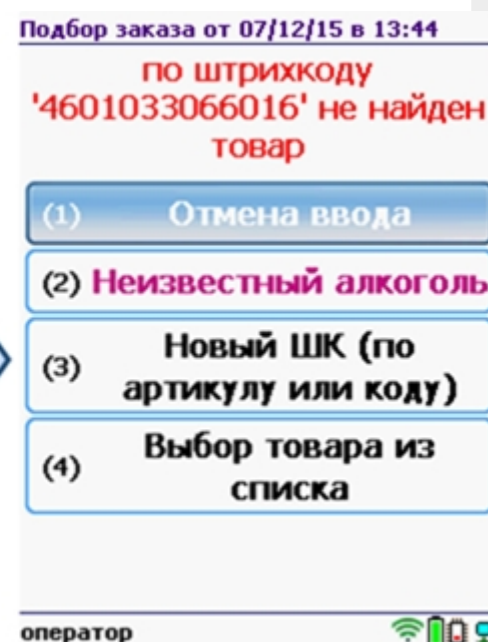 Подбор заказа от 07/12/15 в 13:44
по штрихкоду
'4601033066016' не найден
товар
(1) Отмена ввода
(2) Неизвестный алкоголь
(3) Новый ШК (по
артикулу или коду)
(4) Выбор товара из
списка
оператор